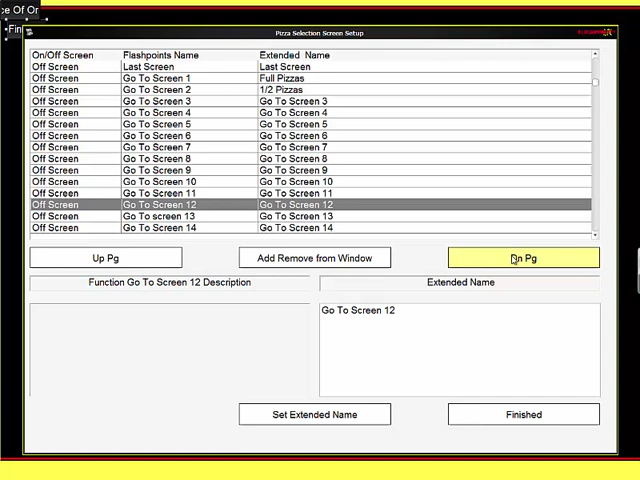 ce Of Or
Fin
Pizza Selection Screen Setup
On/Off Screen Flashpoints Name Extended Name
Off Screen Last Screen Last Screen
Off Screen Go To Screen 1 Full Pizzas
Off Screen Go To Screen 2 1/2 Pizzas
Off Screen Go To Screen 3 Go To Screen 3
Off Screen Go To Screen 4 Go To Screen 4
Off Screen Go To Screen 5 Go To Screen 5
Off Screen Go To Screen 6 Go To Screen 6
Off Screen Go To Screen 7 Go To Screen 7
Off Screen Go To Screen 8 Go To Screen 8
Off Screen Go To Screen 9 Go To Screen 9
Off Screen Go To Screen 10 Go To Screen 10
Off Screen Go To Screen 11 Go To Screen 11
Off Screen Go To Screen 12 Go To Screen 12
Off Screen Go To screen 13 Go To Screen 13
Off Screen Go To Screen 14 Go To Screen 14
Up Pg Add Remove from Window Dn Pg
Function Go To Screen 12 Description Extended Name
Go To Screen 12
Set Extended Name Finished